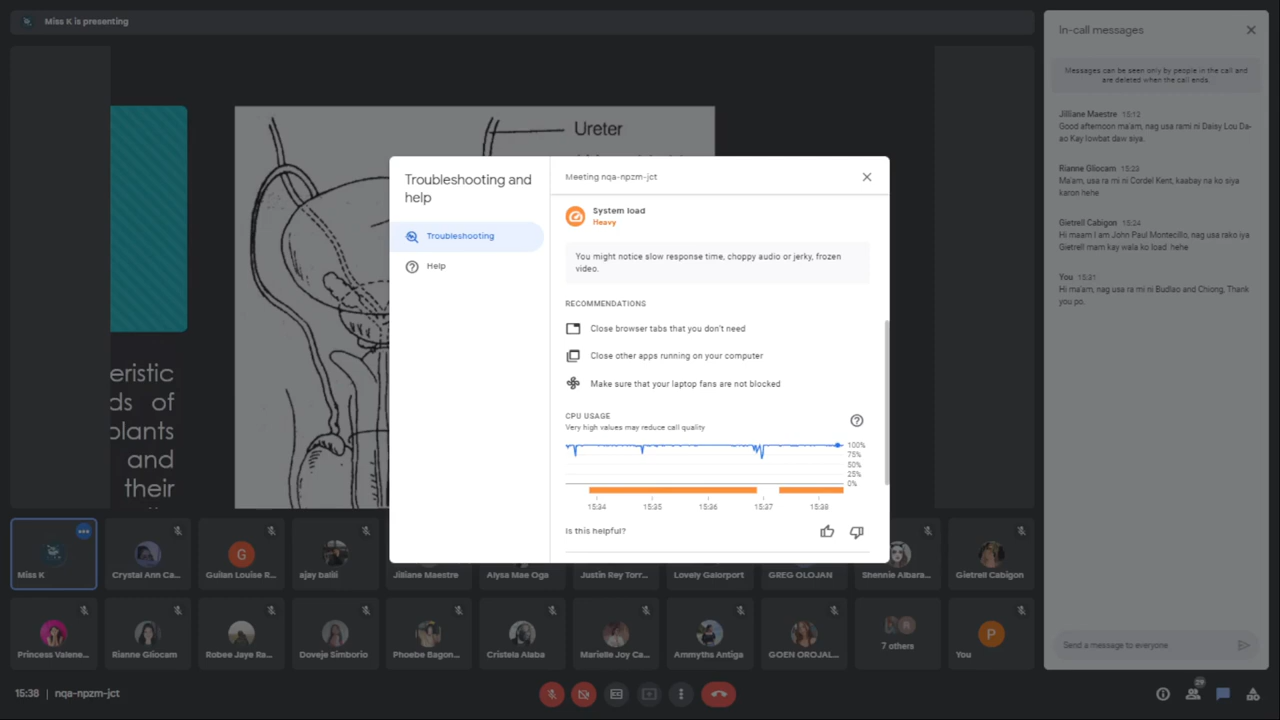 Miss K is presenting
Ureter
eristic
ds of
plants
and
their
Troubleshooting and
help
Troubleshooting
Help
Meeting nqa-npzm-jct
System load
Heavy
You might notice slow response time, choppy audio or jerky, frozen
video.
RECOMMENDATIONS
Close browser tabs that you don't need
Close other apps running on your computer
Make sure that your laptop fans are not blocked
CPU USAGE
Very high values may reduce call quality
100%
75%
50%
25%
0%
15:34 15:35 15:36 15:37 15:38
Is this helpful?
In-call messages
Messages can be seen only by people in the call and
are deleted when the call ends.
Jilliane Maestre 15:12
Good afternoon ma'am, nag usa rami ni Daisy Lou Da-
ao Kay lowbat daw siya.
Rianne Gliocam 15:23
Ma'am, usa ra mi ni Cordel Kent, kaabay na ko siya
karon hehe
Gietrell Cabigon 15:24
Hi maam I am John Paul Montecillo, nag usa rako iya
Gietrell mam kay wala ko load hehe
You 15:31
Hi ma'am, nag usa ra mi ni Budlao and Chiong, Thank
you po.
Send a message to everyone
Miss K
Crystal Ann Ca...
Guilan Louise R...
ajay balili
Jilliane Maestre
Alysa Mae Oga
Justin Rey Torr...
Lovely Galorport
GREG OLOJAN
Shennie Albara...
Gietrell Cabigon
G
Princess Valene...
Rianne Gliocam
Robee Jaye Ra...
Doveje Simborio
Phoebe Bagon...
Cristela Alaba
Marielle Joy Ca...
Ammyths Antiga
GOEN OROJAL...
7 others
P
You
15:38 | nqa-npzm-jct
29